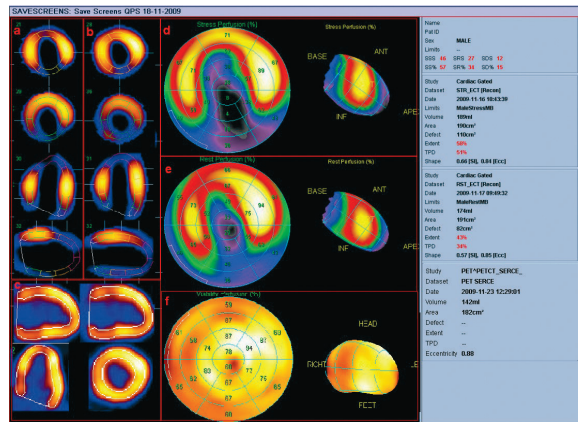 SAVESCREENS: Save Screens QPS 18-11-2009
a
b
d
Stress Perfusion (%)
Stress Perfusion (%)
BASE
ANT
INF
APE
e
Rest Perfusion (%)
Rest Perfusion (%)
BASE
ANT
INF
APE
c
f
Viability Perfusion (%)
HEAD
RIGHT
LE
FEET
Name
Pat ID
Sex MALE
Limits --
SSS 46 SRS 27 SDS 12
SS% 57 SR% 34 SD% 15
Study Cardiac Gated
Dataset STR_ECT [Recon]
Date 2009-11-16 10:43:39
Limits MaleStressMB
Volume 189ml
Area 190cm²
Defect 110cm²
Extent 58%
TPD 51%
Shape 0.66 [SI], 0.84 [Ecc]
Study Cardiac Gated
Dataset RST_ECT [Recon]
Date 2009-11-17 09:49:32
Limits MaleRestMB
Volume 174ml
Area 191cm²
Defect 82cm²
Extent 43%
TPD 34%
Shape 0.57 [SI], 0.85 [Ecc]
Study PET^PETCT_SERCE_
Dataset PET SERCE
Date 2009-11-23 12:29:01
Volume 142ml
Area 182cm²
Defect --
Extent --
TPD --
Eccentricity 0.88